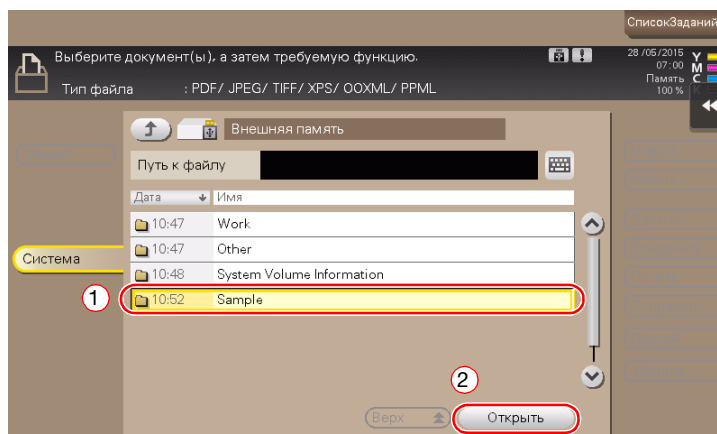 СписокЗаданий
Выберите документ(ы), а затем требуемую функцию.
28/05/2015
07:00
Память
100 %
Y
M
C
K
Тип файла : PDF/ JPEG/ TIFF/ XPS/ OOXML/ PPML
Внешняя память
Путь к файлу
Дата Имя
10:47 Work
10:47 Other
Система
10:48 System Volume Information
1
10:52 Sample
2
Верх
Открыть